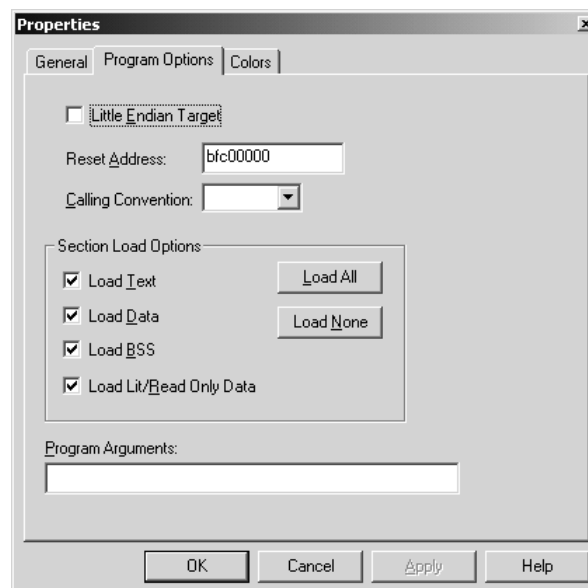 Properties
General Program Options Colors
Little Endian Target
Reset Address: bfc00000
Calling Convention:
Section Load Options
Load Text Load All
Load Data Load None
Load BSS
Load Lit/Read Only Data
Program Arguments:
OK Cancel Apply Help